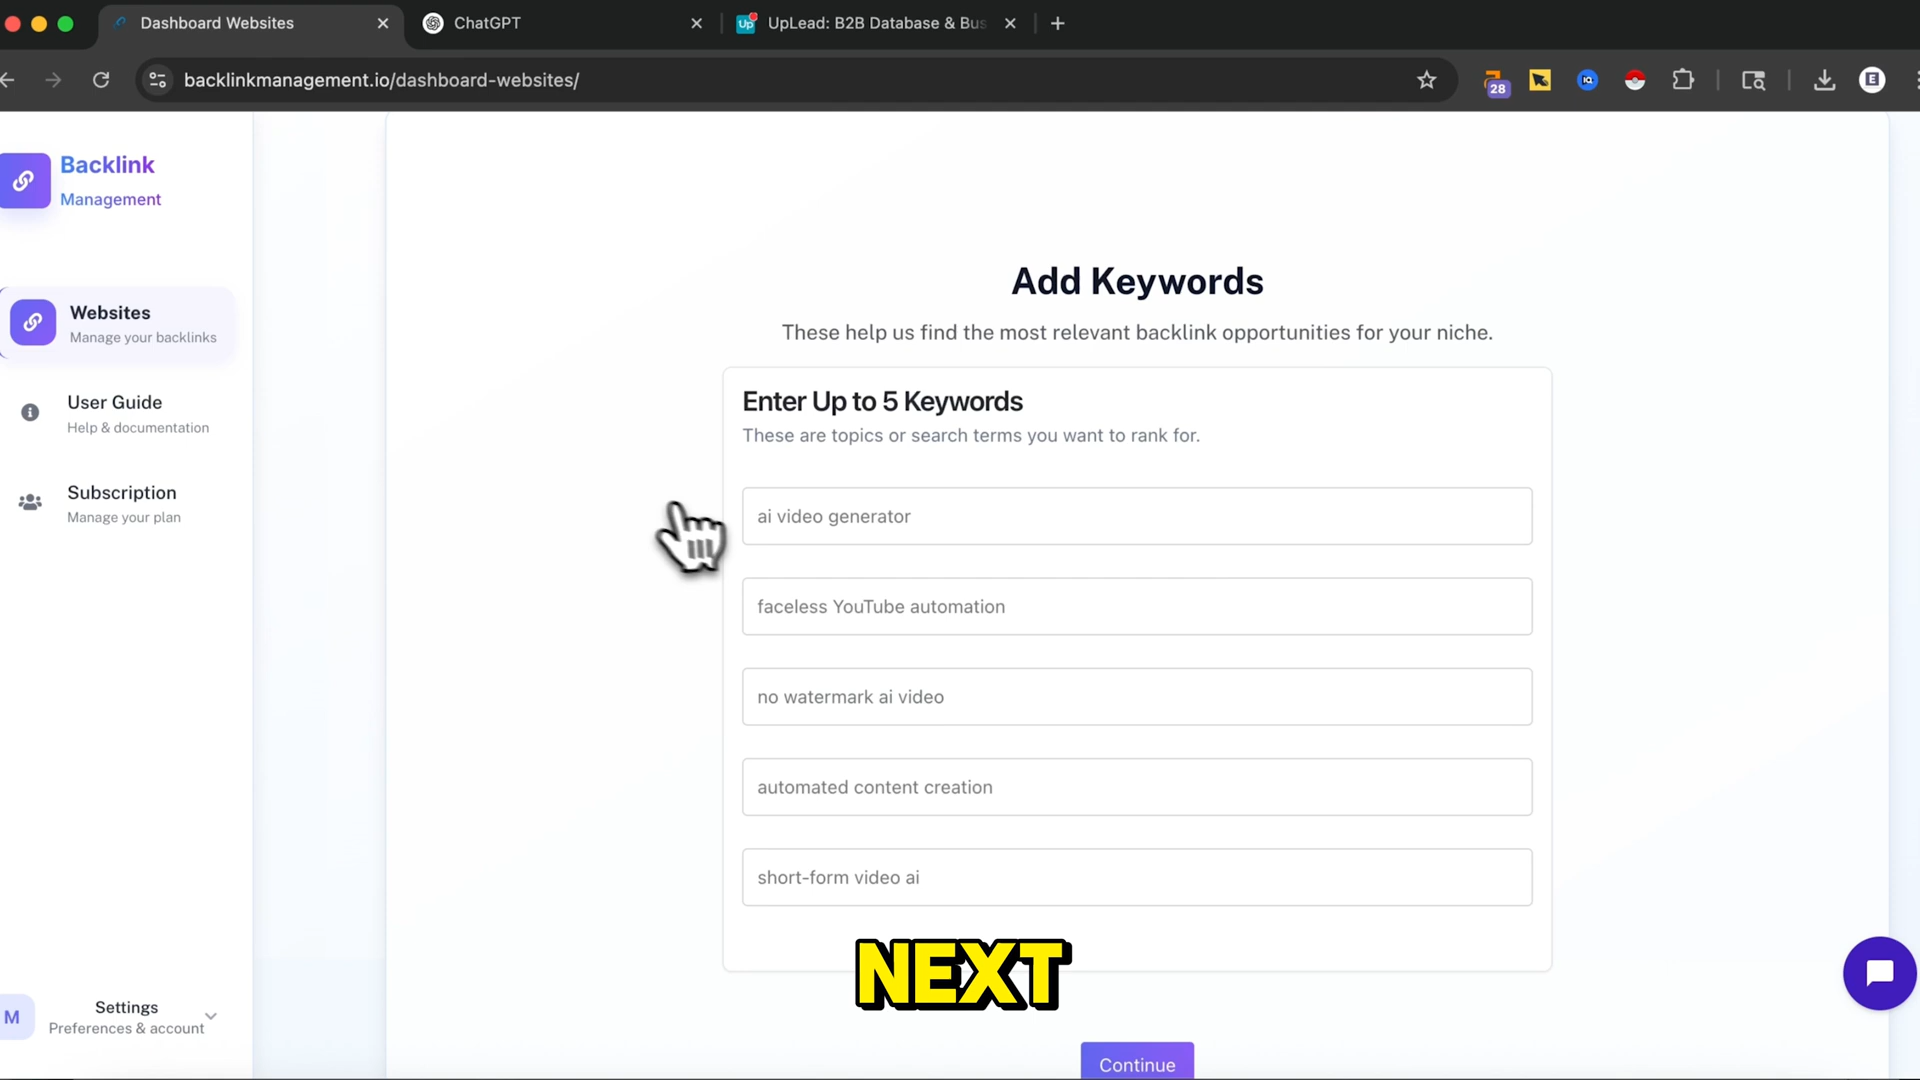 Dashboard Websites
ChatGPT
UpLead: B2B Database & Bus
backlinkmanagement.io/dashboard-websites/
28
IQ
E
Backlink
Management
Websites
Manage your backlinks
User Guide
Help & documentation
Subscription
Manage your plan
Add Keywords
These help us find the most relevant backlink opportunities for your niche.
Enter Up to 5 Keywords
These are topics or search terms you want to rank for.
ai video generator
faceless YouTube automation
no watermark ai video
automated content creation
short-form video ai
NEXT
Continue
M
Settings
Preferences & account